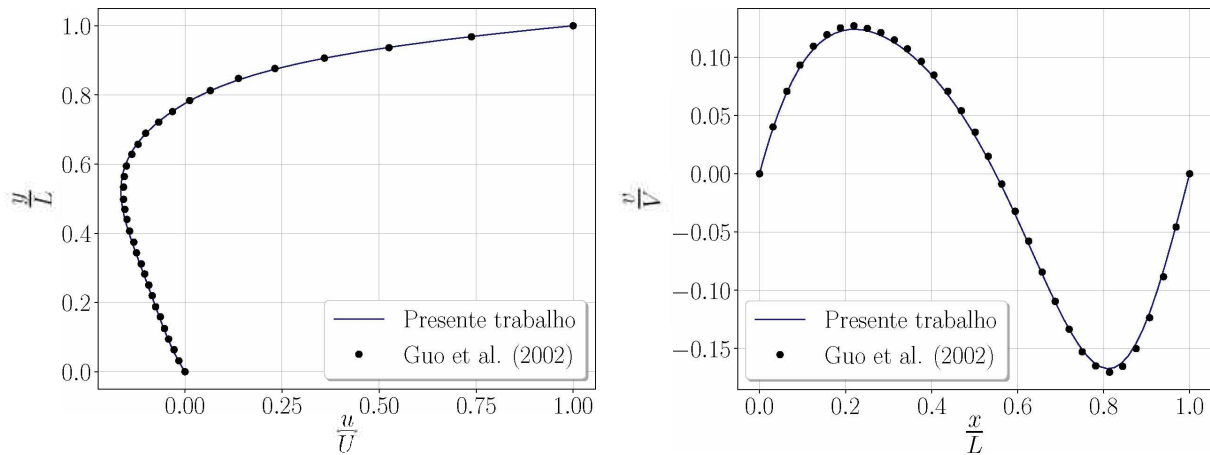 1.0
0.8
0.6
0.4
0.2
0.0
y/L
0.00 0.25 0.50 0.75 1.00
u/U
Presente trabalho
Guo et al. (2002)
0.10
0.05
0.00
−0.05
−0.10
−0.15
v/V
0.0 0.2 0.4 0.6 0.8 1.0
x/L
Presente trabalho
Guo et al. (2002)